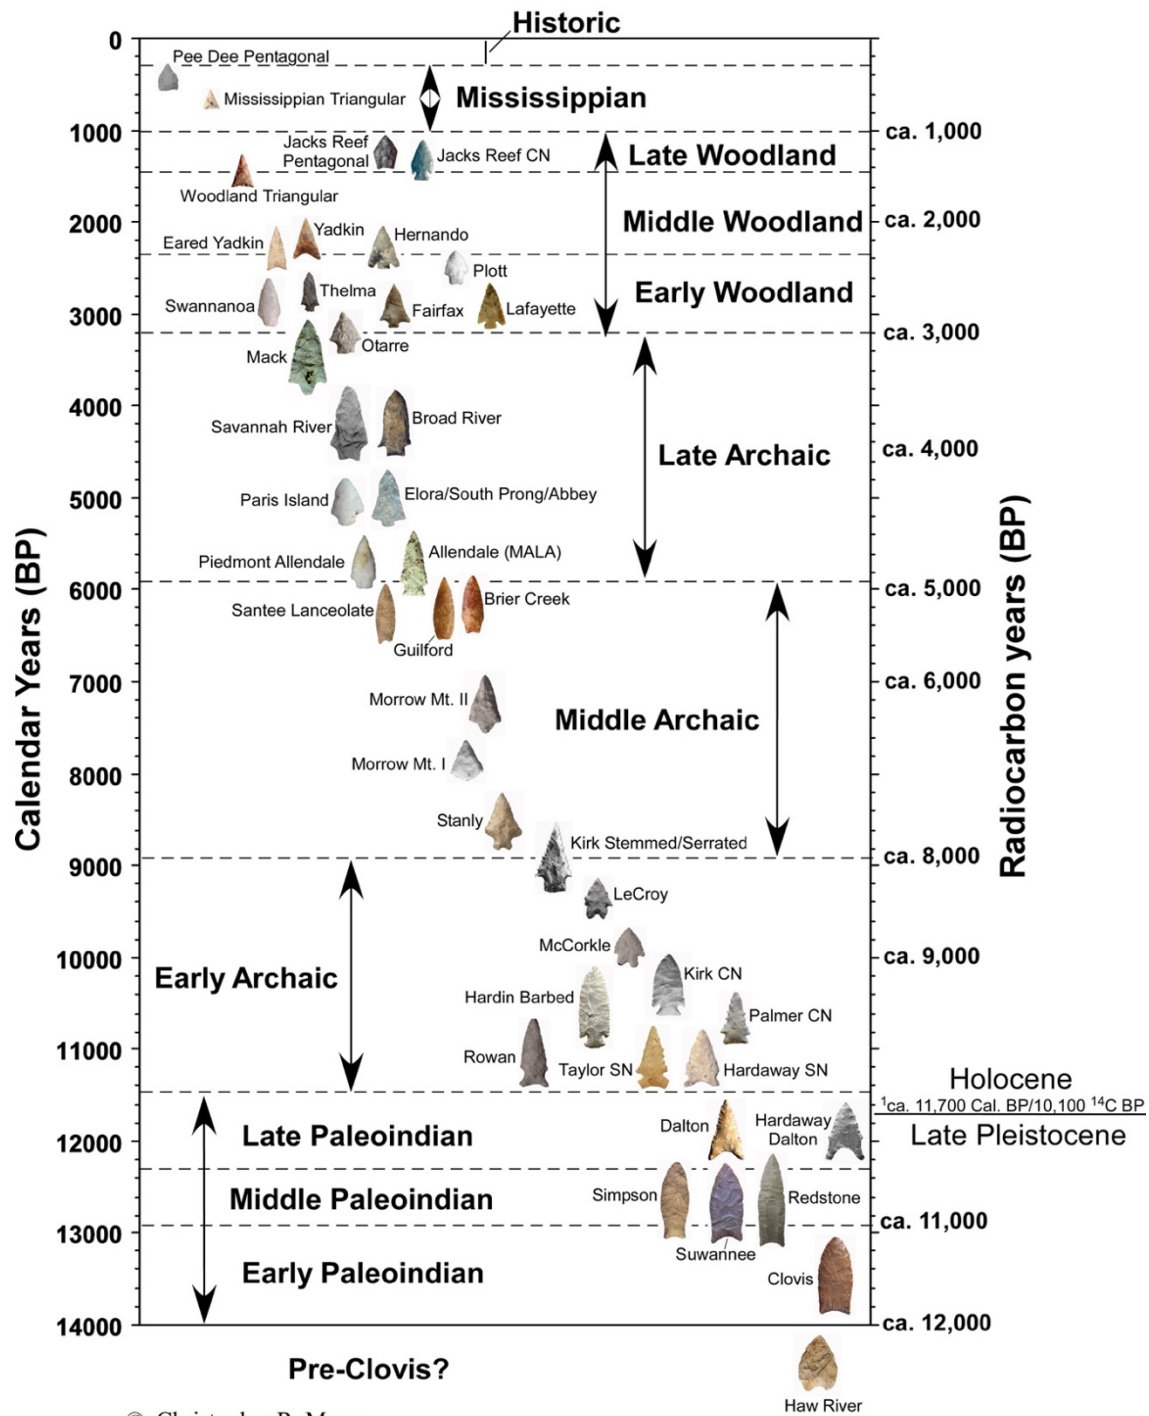 Historic
0
Pee Dee Pentagonal
Mississippian Triangular
Mississippian
1000
ca. 1,000
Jacks Reef
Pentagonal
Jacks Reef CN
Late Woodland
Woodland Triangular
2000
ca. 2,000
Middle Woodland
Eared Yadkin
Yadkin
Hernando
Plott
Early Woodland
Swannanoa
Thelma
Fairfax
Lafayette
3000
ca. 3,000
Mack
Otarre
4000
Savannah River
Broad River
ca. 4,000
Late Archaic
5000
Paris Island
Elora/South Prong/Abbey
Piedmont Allendale
Allendale (MALA)
6000
ca. 5,000
Santee Lanceolate
Brier Creek
Guilford
7000
ca. 6,000
Morrow Mt. II
Middle Archaic
Morrow Mt. I
8000
Stanly
Kirk Stemmed/Serrated
9000
ca. 8,000
LeCroy
McCorkle
10000
ca. 9,000
Early Archaic
Kirk CN
Hardin Barbed
Palmer CN
11000
Rowan
Taylor SN
Hardaway SN
Holocene
¹ca. 11,700 Cal. BP/10,100 ¹⁴C BP
Late Pleistocene
Dalton
Hardaway
Dalton
12000
Late Paleoindian
Middle Paleoindian
Simpson
Redstone
Suwannee
13000
ca. 11,000
Early Paleoindian
Clovis
14000
ca. 12,000
Pre-Clovis?
Haw River
Calendar Years (BP)
Radiocarbon years (BP)